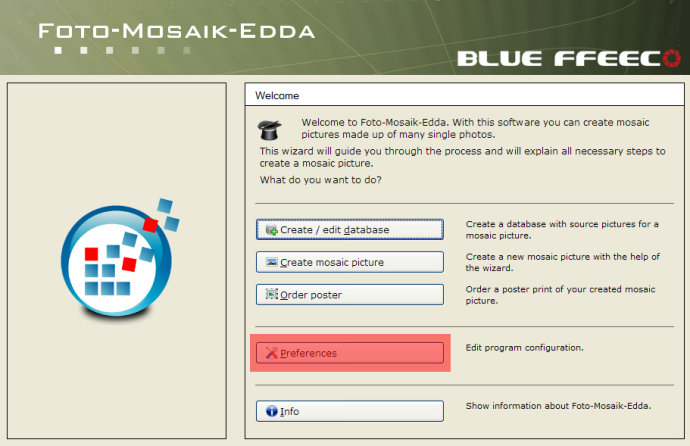 Foto-Mosaik-Edda
BLUE FFEECO
Welcome
Welcome to Foto-Mosaik-Edda. With this software you can create mosaic
pictures made up of many single photos.
This wizard will guide you through the process and will explain all necessary steps to
create a mosaic picture.
What do you want to do?
Create / edit database
Create a database with source pictures for a
mosaic picture.
Create mosaic picture
Create a new mosaic picture with the help of
the wizard.
Order poster
Order a poster print of your created mosaic
picture.
Preferences
Edit program configuration.
Info
Show information about Foto-Mosaik-Edda.